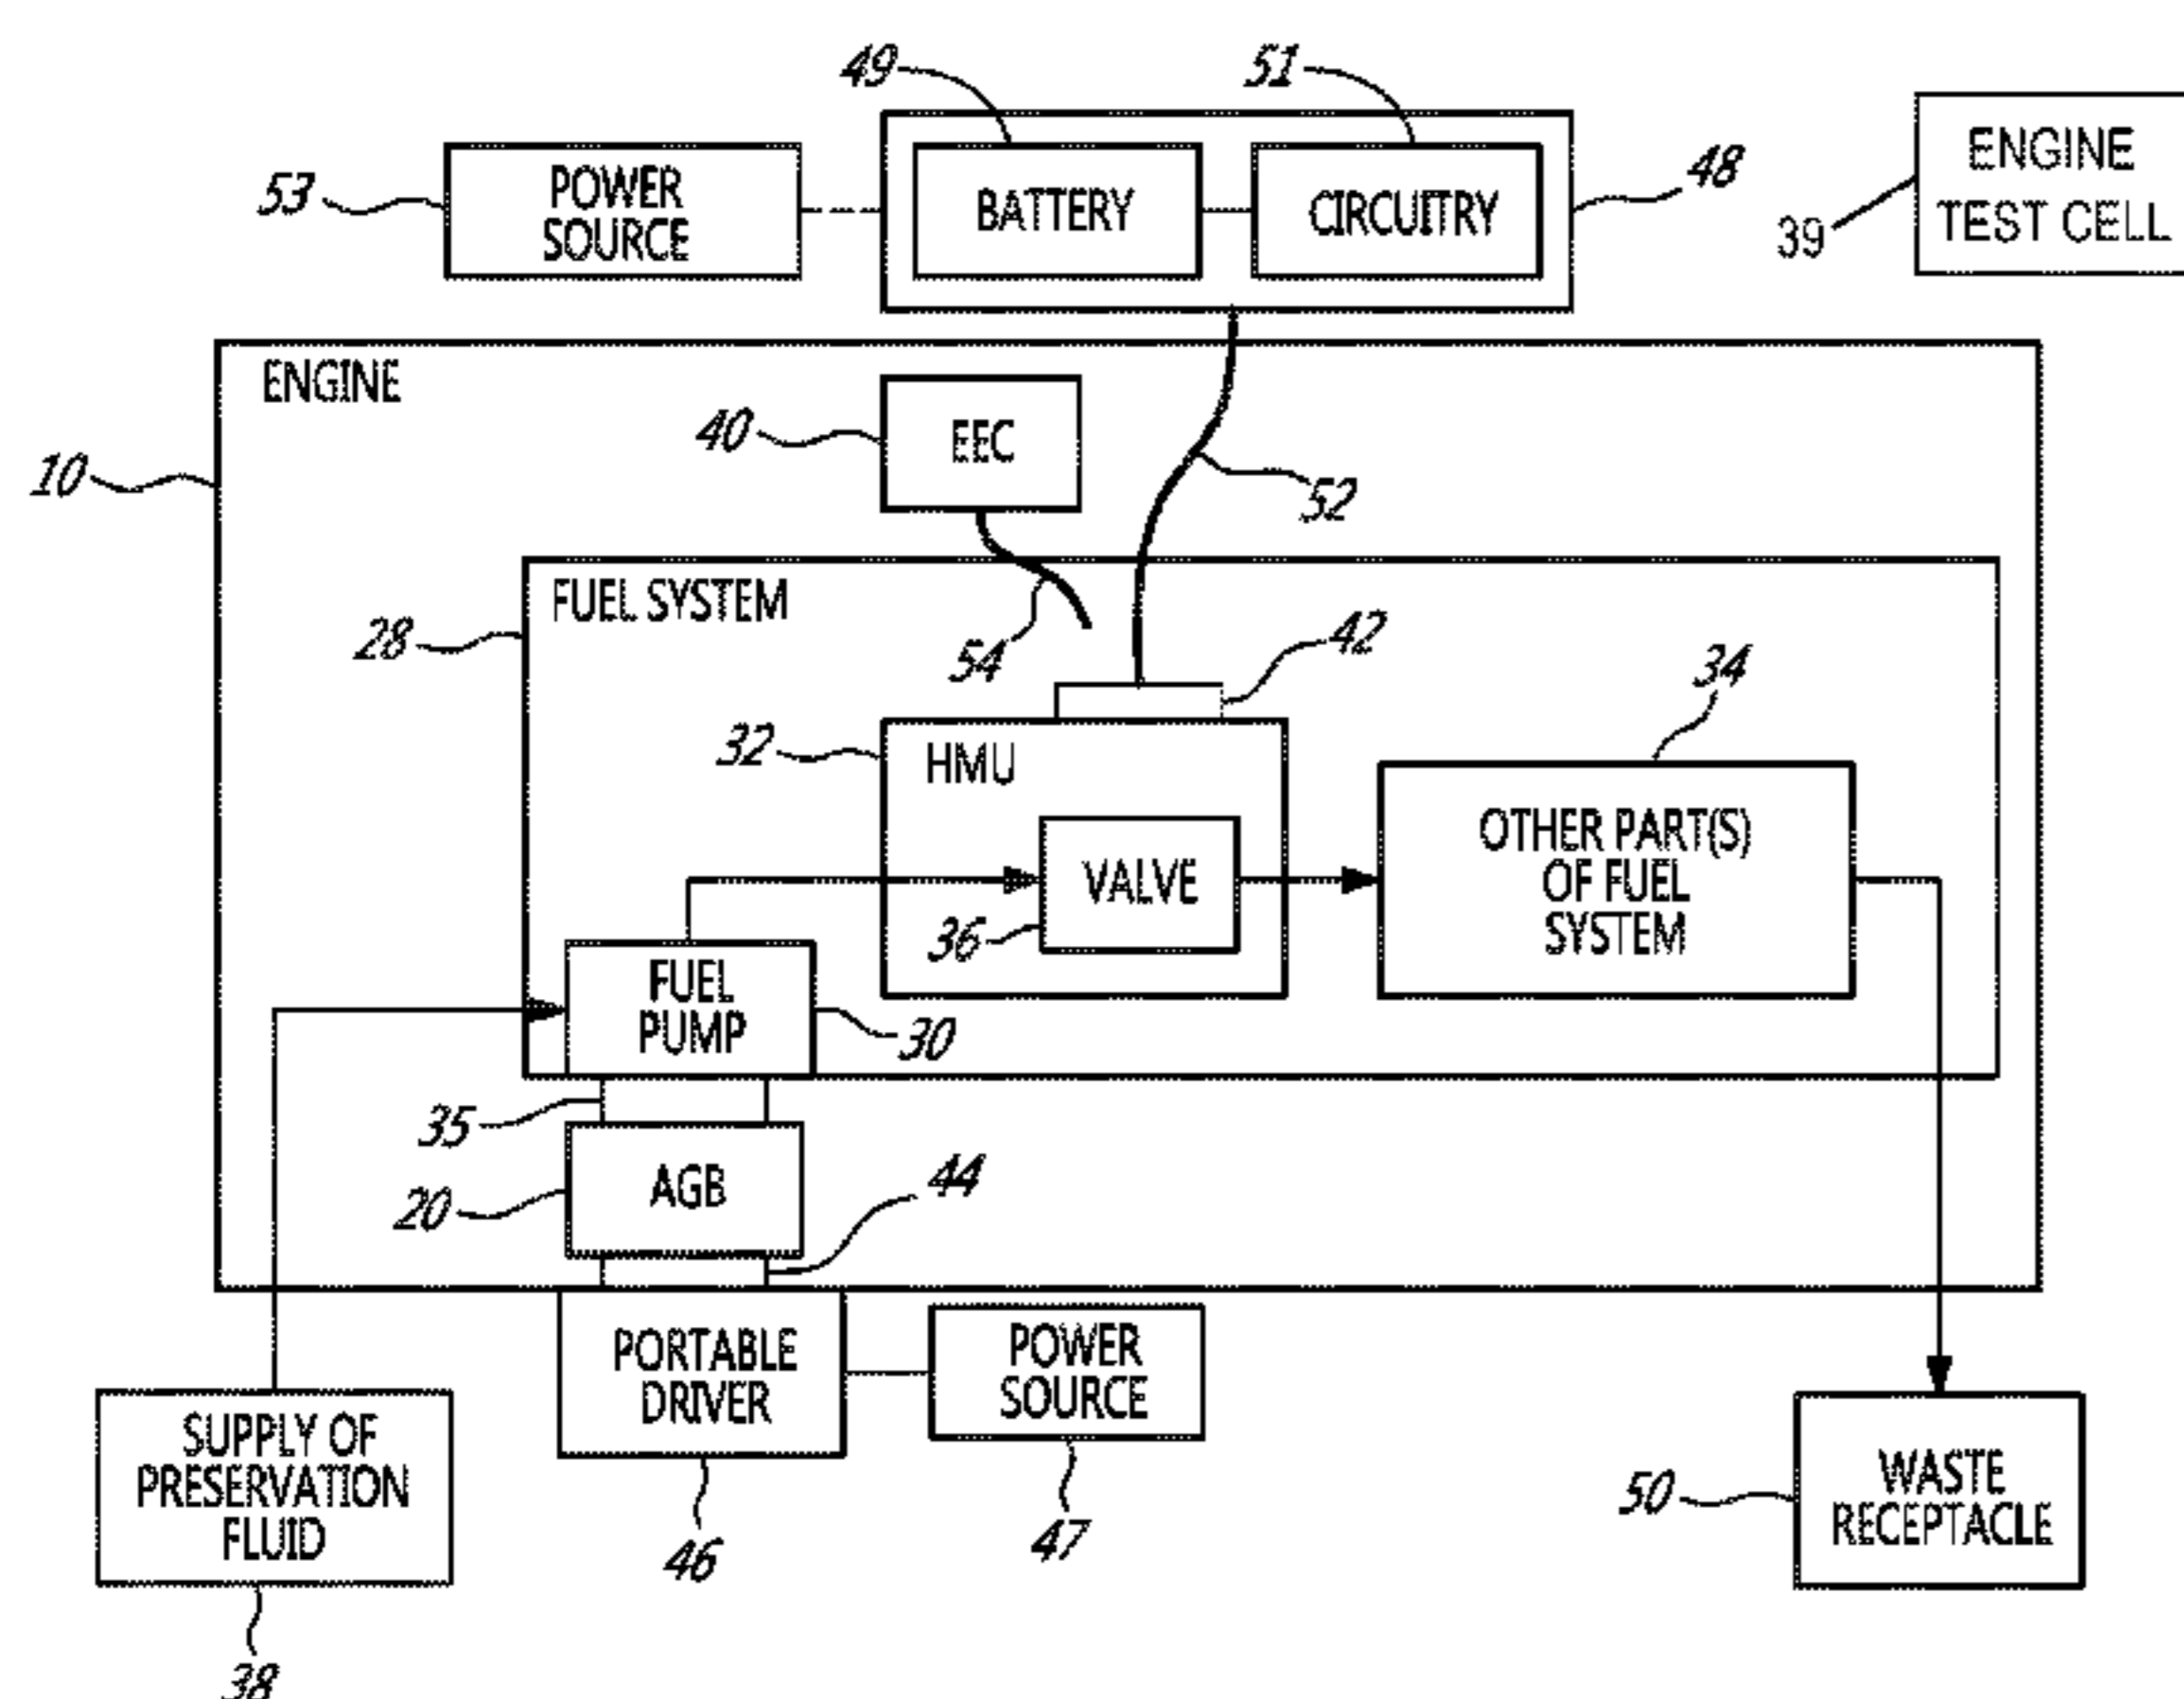 49
51
53
POWER
SOURCE
BATTERY
CIRCUITRY
48
39
ENGINE
TEST CELL
ENGINE
10
40
EEC
52
FUEL SYSTEM
28
54
42
34
32
HMU
VALVE
36
OTHER PART(S)
OF FUEL
SYSTEM
FUEL
PUMP
30
35
AGB
20
44
PORTABLE
DRIVER
POWER
SOURCE
46
47
SUPPLY OF
PRESERVATION
FLUID
38
50
WASTE
RECEPTACLE